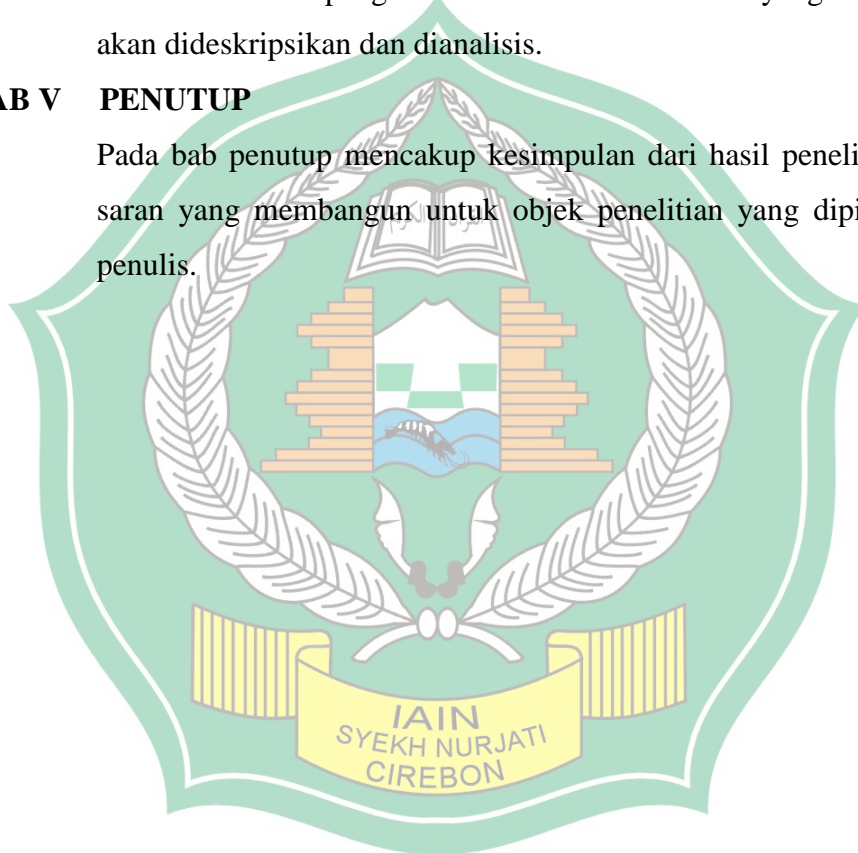 yang
akan dideskripsikan dan dianalisis.
AB V PENUTUP
Pada bab penutup mencakup kesimpulan dari hasil peneli
saran yang membangun untuk objek penelitian yang dipi
penulis.
IAIN
SYEKH NURJATI
CIREBON